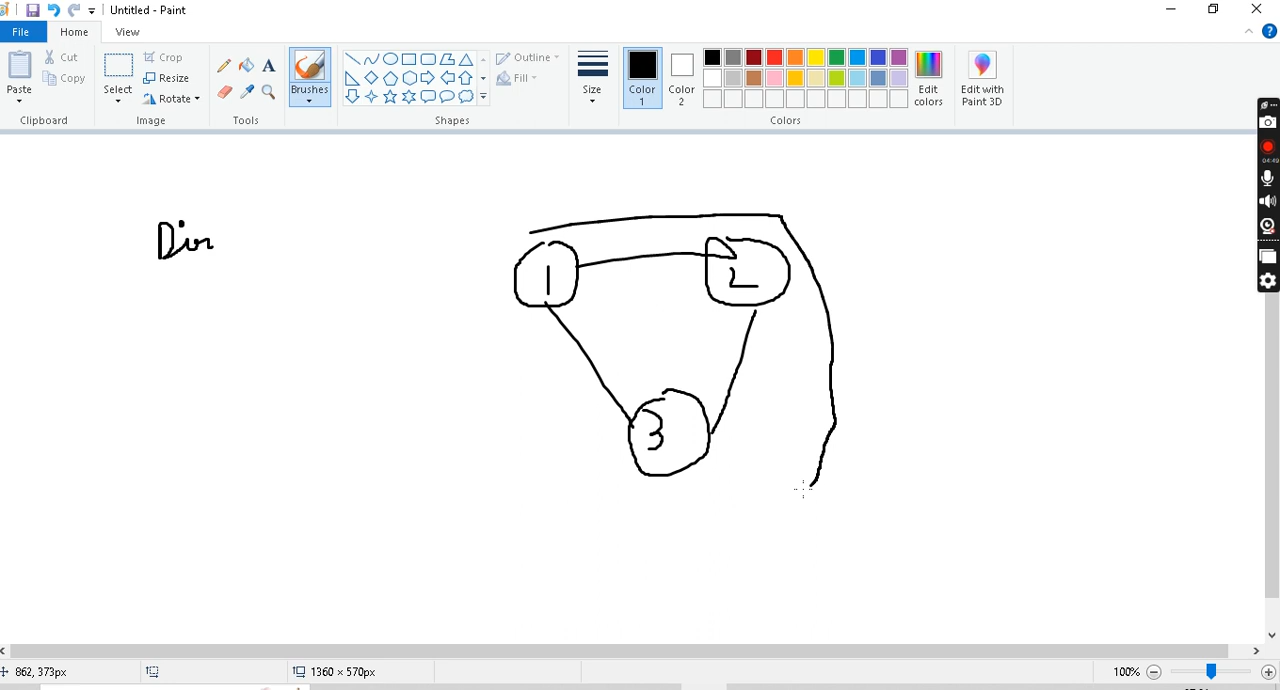 Untitled - Paint
File
Home
View
Paste
Cut
Copy
Clipboard
Select
Crop
Resize
Rotate
Image
Tools
Brushes
Shapes
Outline
Fill
Size
Color
1
Color
2
Edit
colors
Colors
Edit with
Paint 3D
04:49
Dir
1
2
3
862, 373px
1360 × 570px
100%